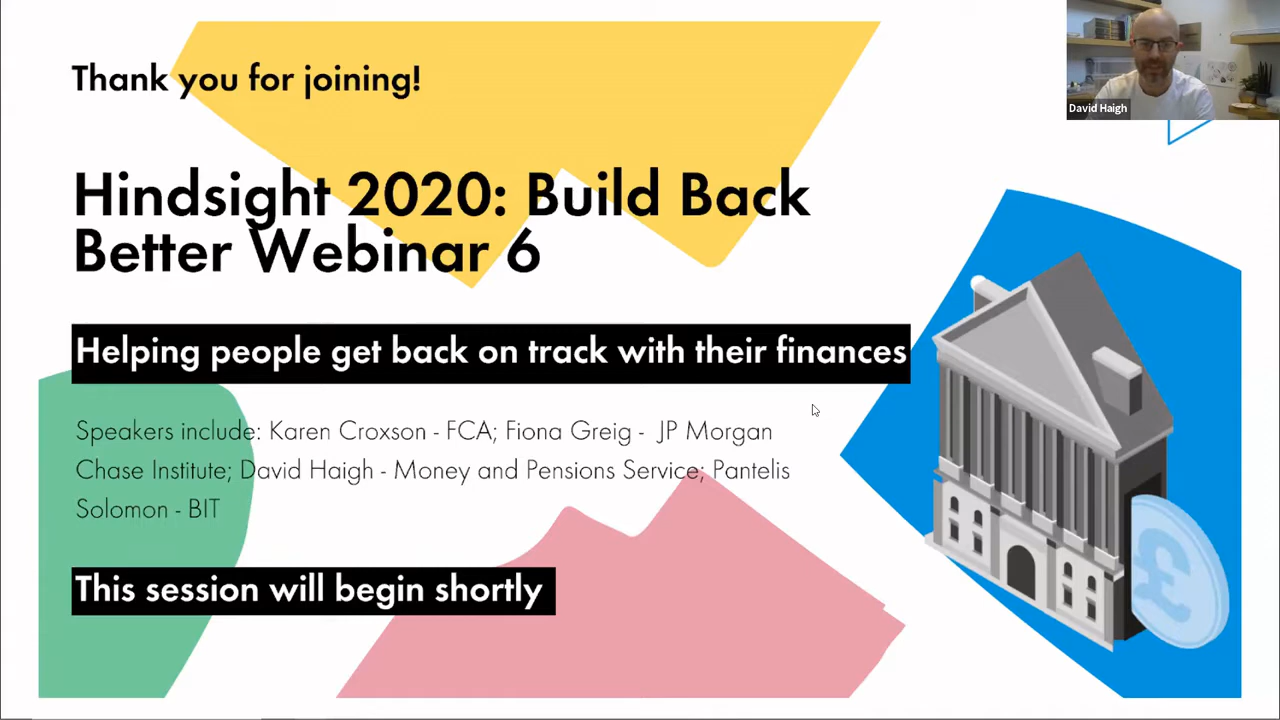 Thank you for joining!
David Haigh
Hindsight 2020: Build Back
Better Webinar 6
Helping people get back on track with their finances
Speakers include: Karen Croxson - FCA; Fiona Greig - JP Morgan
Chase Institute; David Haigh - Money and Pensions Service; Pantelis
Solomon - BIT
This session will begin shortly
£